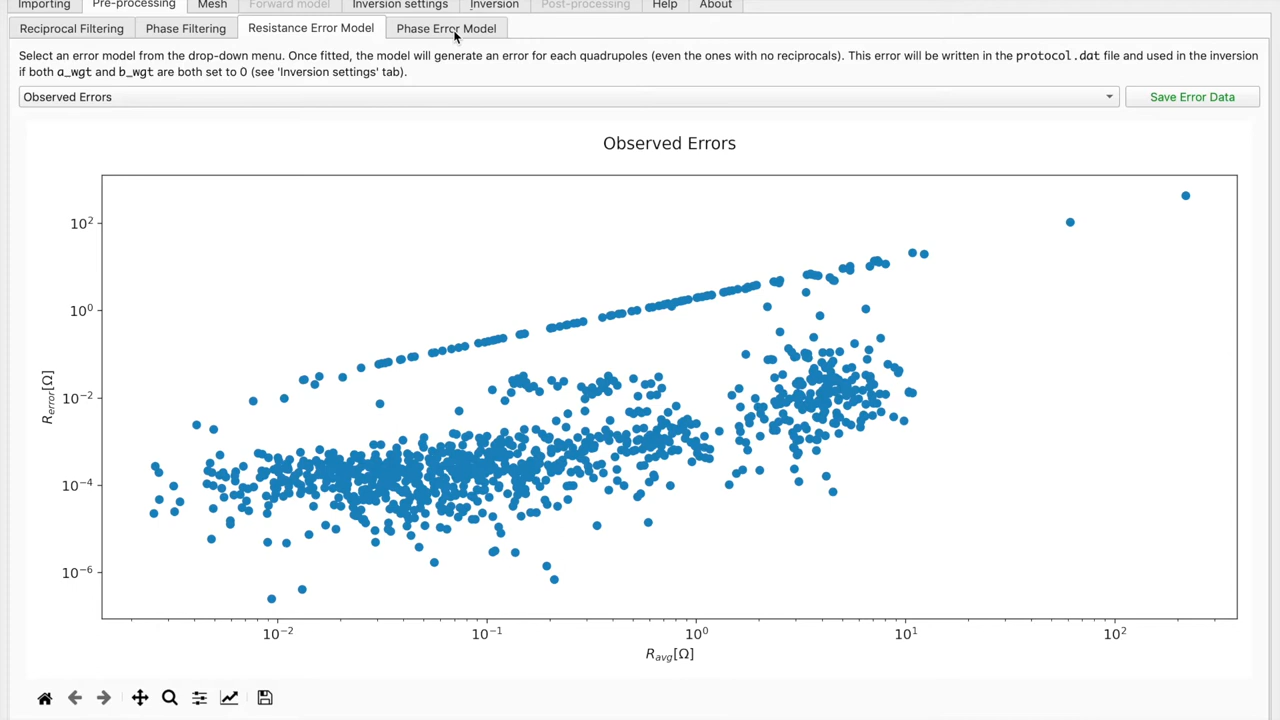 Importing Pre-processing Mesh Forward model Inversion settings Inversion Post-processing Help About
Reciprocal Filtering Phase Filtering Resistance Error Model Phase Error Model
Select an error model from the drop-down menu. Once fitted, the model will generate an error for each quadrupoles (even the ones with no reciprocals). This error will be written in the protocol.dat file and used in the inversion
if both a_wgt and b_wgt are both set to 0 (see 'Inversion settings' tab).
Observed Errors Save Error Data
Observed Errors
10²
10⁰
10⁻²
10⁻⁴
10⁻⁶
R_error[Ω]
10⁻² 10⁻¹ 10⁰ 10¹ 10²
R_avg[Ω]